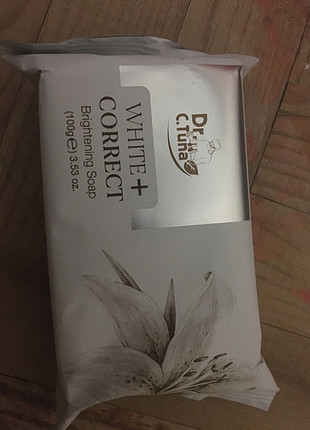 Dr.
C.Tuna
WHITE+
CORRECT
Brightening Soap
(100g℮) 3.53 oz.